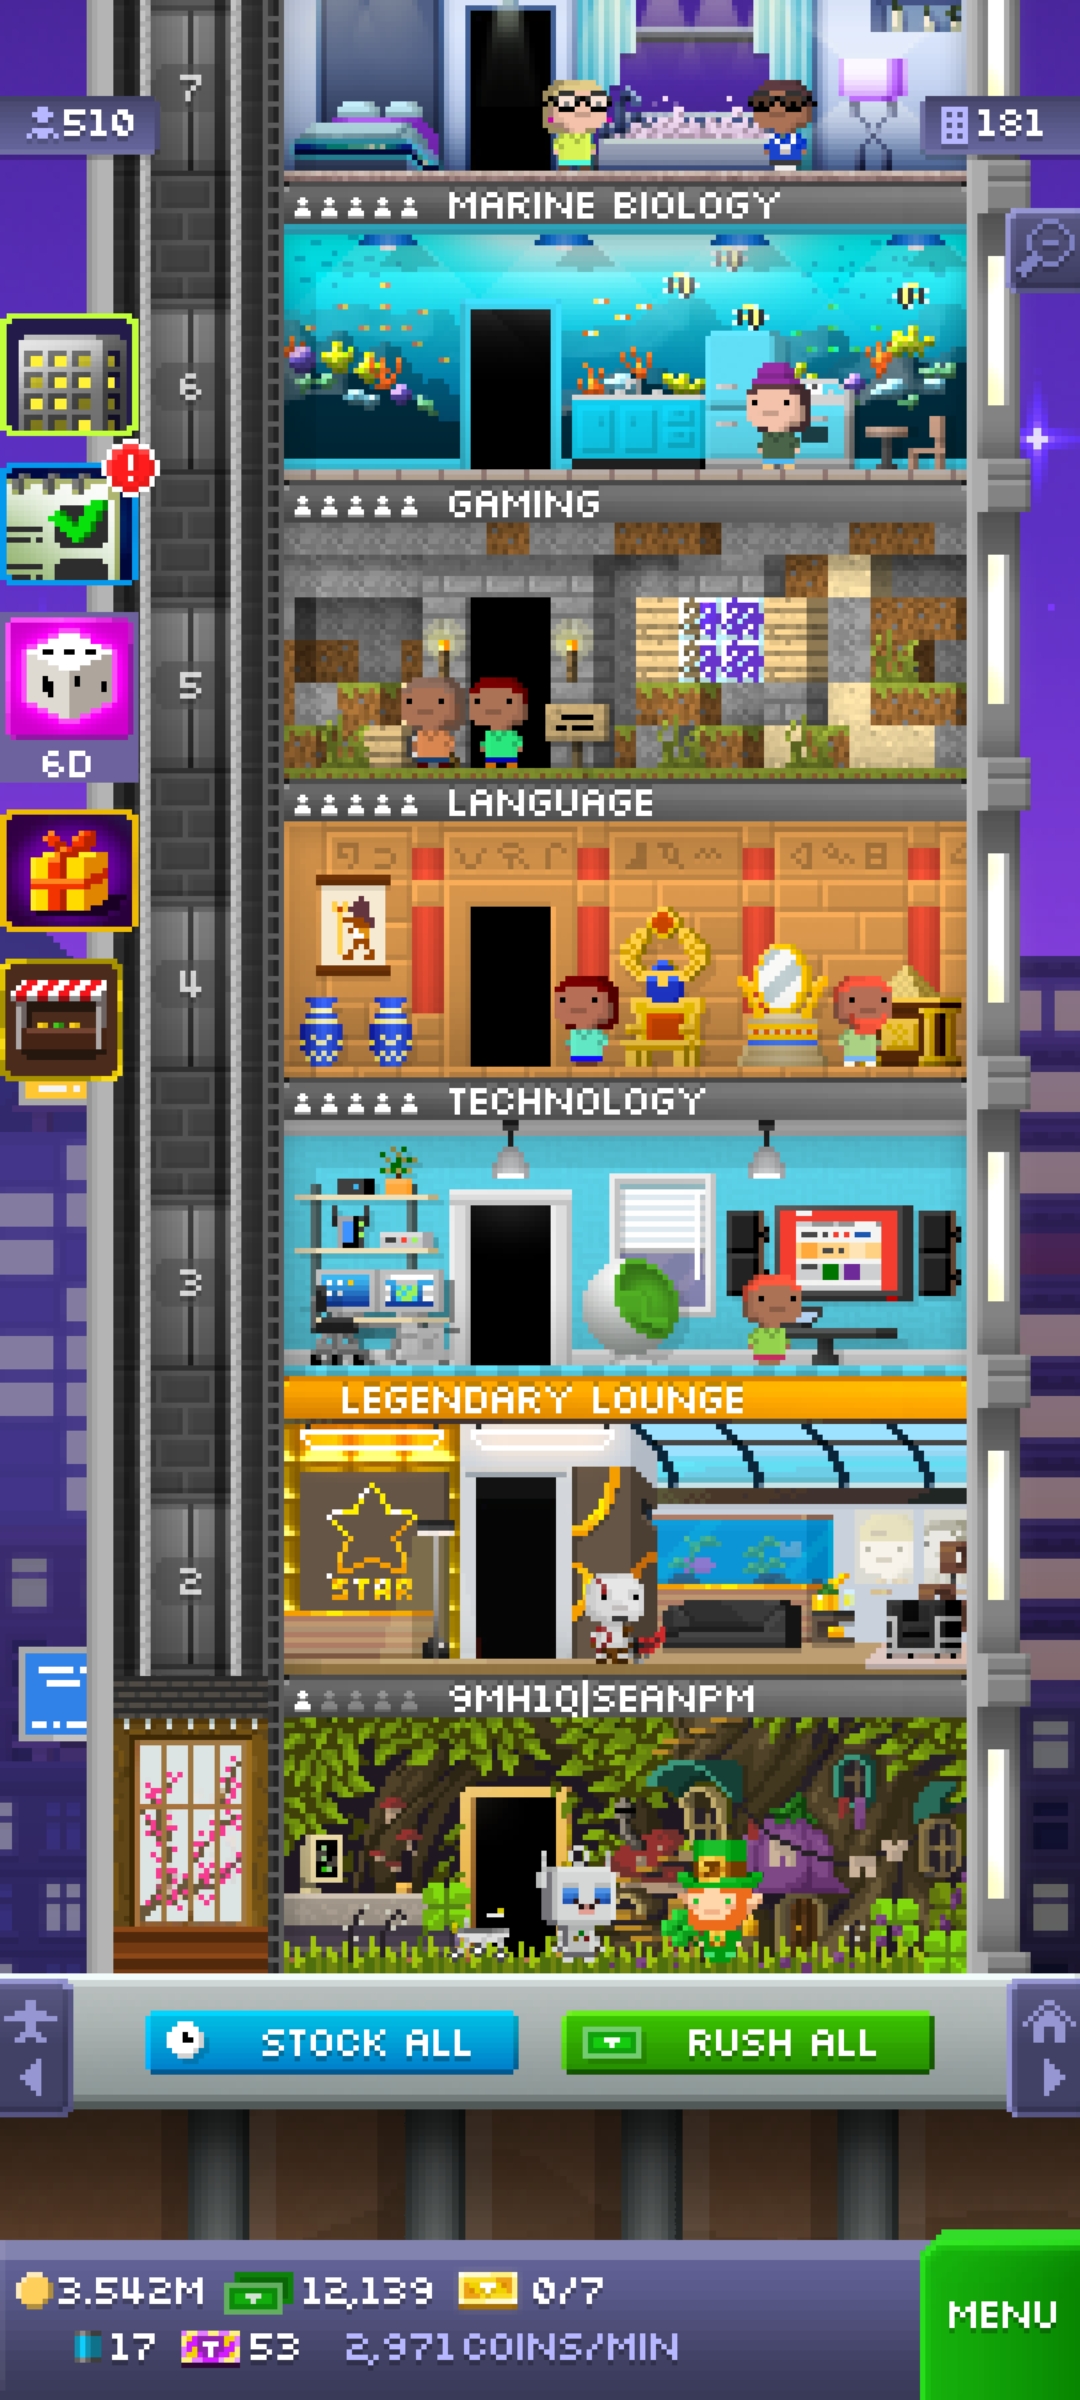 7
510
181
MARINE BIOLOGY
6
GAMING
5
6D
LANGUAGE
4
TECHNOLOGY
3
LEGENDARY LOUNGE
STAR
2
9MH1Q|SEANPM
STOCK ALL
RUSH ALL
3.542M 12,139 0/7
17 53 2,971 COINS/MIN
MENU